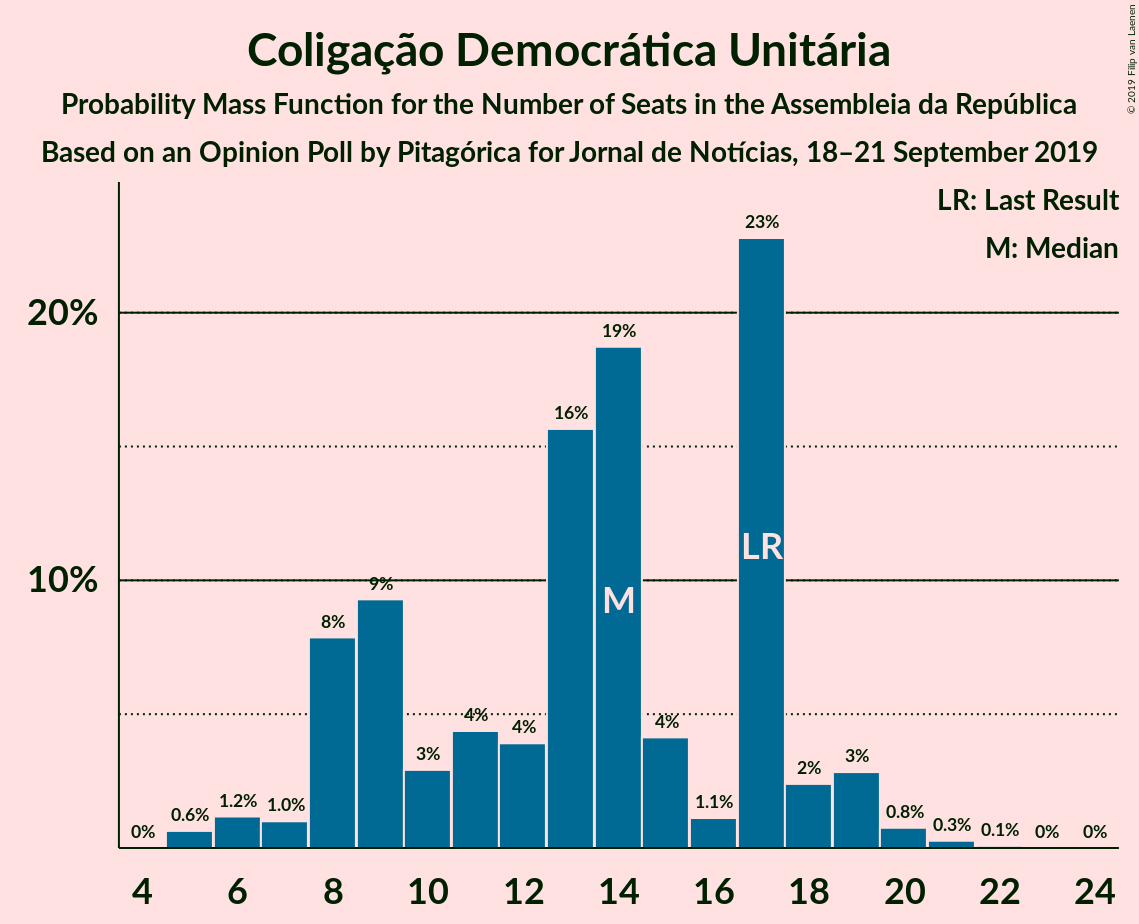 Coligação Democrática Unitária
Probability Mass Function for the Number of Seats in the Assembleia da República
Based on an Opinion Poll by Pitagórica for Jornal de Notícias, 18–21 September 2019
© 2019 Filip van Laenen
LR: Last Result
M: Median
20%
10%
0%
0.6%
1.2%
1.0%
8%
9%
3%
4%
4%
16%
19%
4%
1.1%
23%
2%
3%
0.8%
0.3%
0.1%
0%
0%
M
LR
4 6 8 10 12 14 16 18 20 22 24